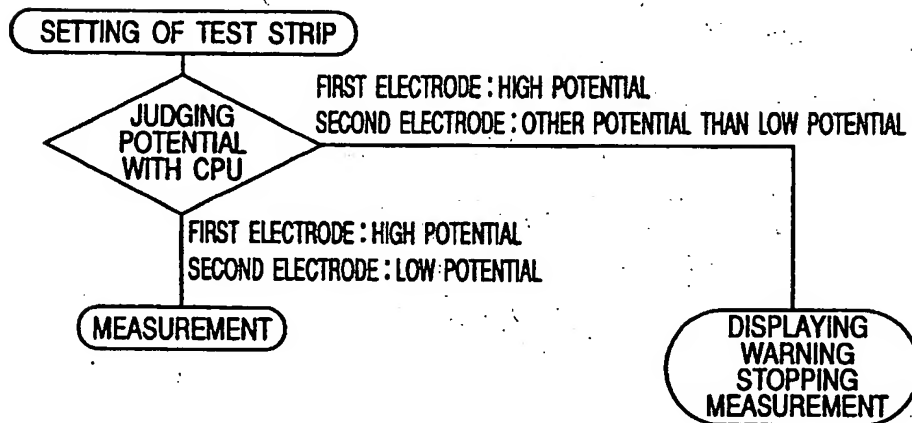 SETTING OF TEST STRIP
JUDGING
POTENTIAL
WITH CPU
FIRST ELECTRODE : HIGH POTENTIAL
SECOND ELECTRODE : OTHER POTENTIAL THAN LOW POTENTIAL
FIRST ELECTRODE : HIGH POTENTIAL
SECOND ELECTRODE : LOW POTENTIAL
MEASUREMENT
DISPLAYING
WARNING
STOPPING
MEASUREMENT